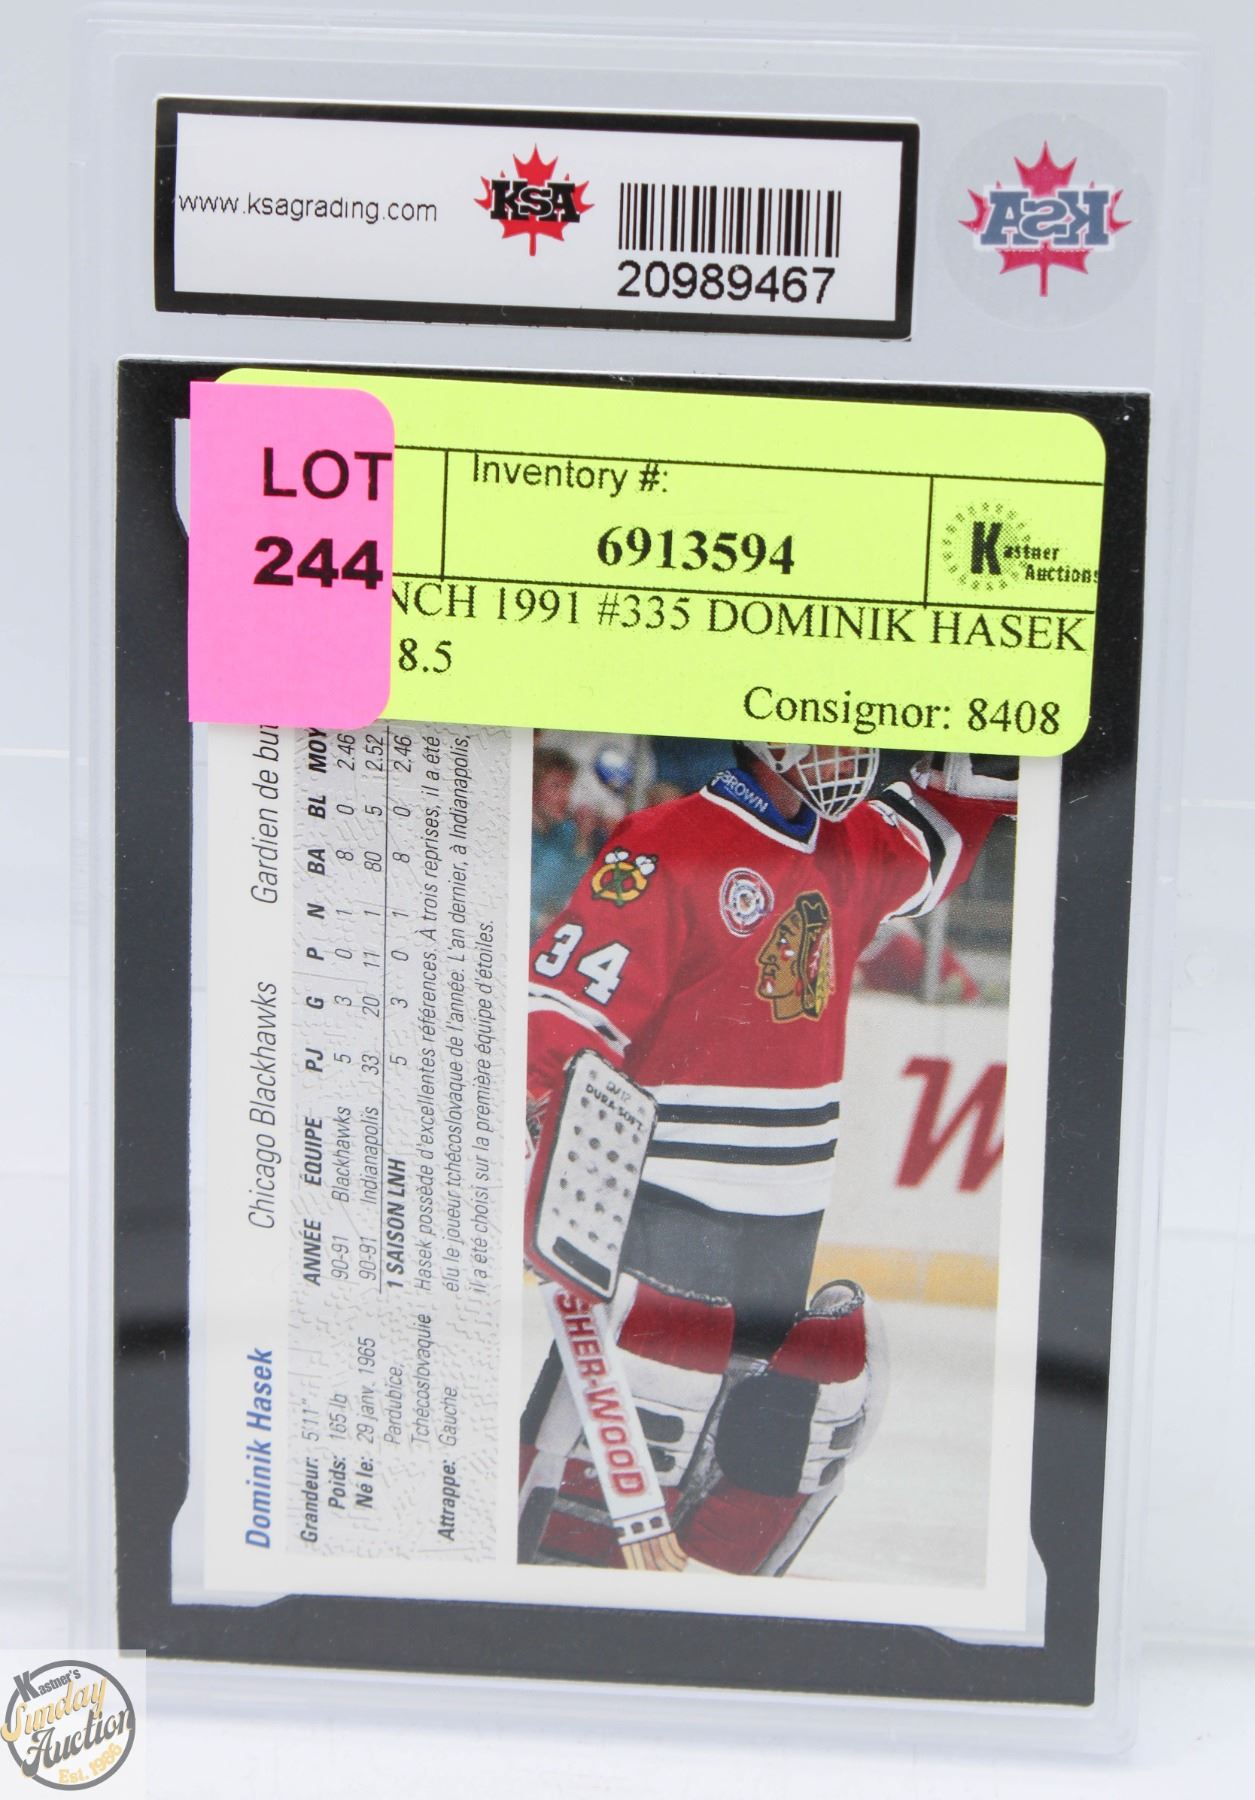 www.ksagrading.com
KSA
20989467
KSA
LOT
244
Inventory #:
6913594
Kastner
Auctions
NCH 1991 #335 DOMINIK HASEK
8.5
Consignor: 8408
Dominik Hasek Chicago Blackhawks Gardien de but
Grandeur: 5'11"
Poids: 165 lb
Né le: 29 janv. 1965
Pardubice,
Tchécoslovaquie
Attrappe: Gauche
ANNÉE ÉQUIPE PJ G P N BA BL MOY
90-91 Blackhawks 5 3 0 1 8 0 2.46
90-91 Indianapolis 33 20 11 1 80 5 2.52
1 SAISON LNH 5 3 0 1 8 0 2.46
Hasek possède d'excellentes références. À trois reprises, il a été
élu le joueur tchécoslovaque de l'année. L'an dernier, à Indianapolis,
il a été choisi sur la première équipe d'étoiles.
BROWN
34
DURA-SOFT
SHER-WOOD
W
Kastner's
Sunday
Auction
Est. 1986